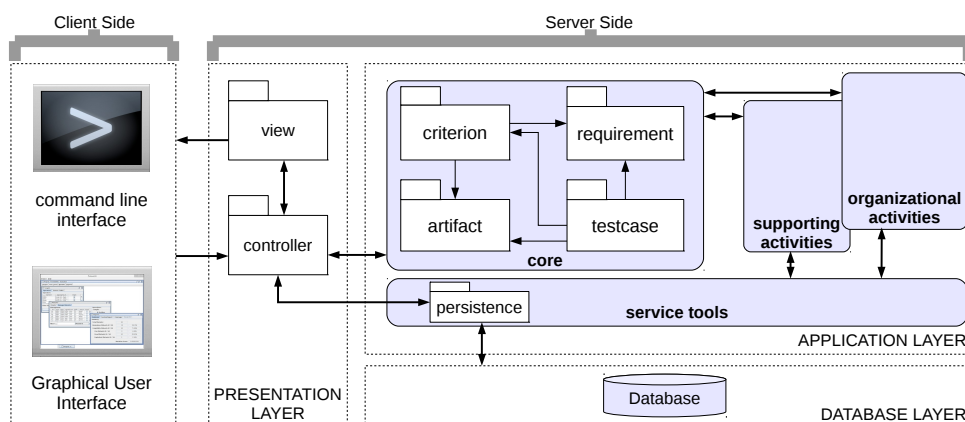 Client Side
Server Side
view
controller
command line
interface
Graphical User
Interface
PRESENTATION
LAYER
criterion
requirement
artifact
testcase
core
supporting
activities
organizational
activities
persistence
service tools
APPLICATION LAYER
Database
DATABASE LAYER